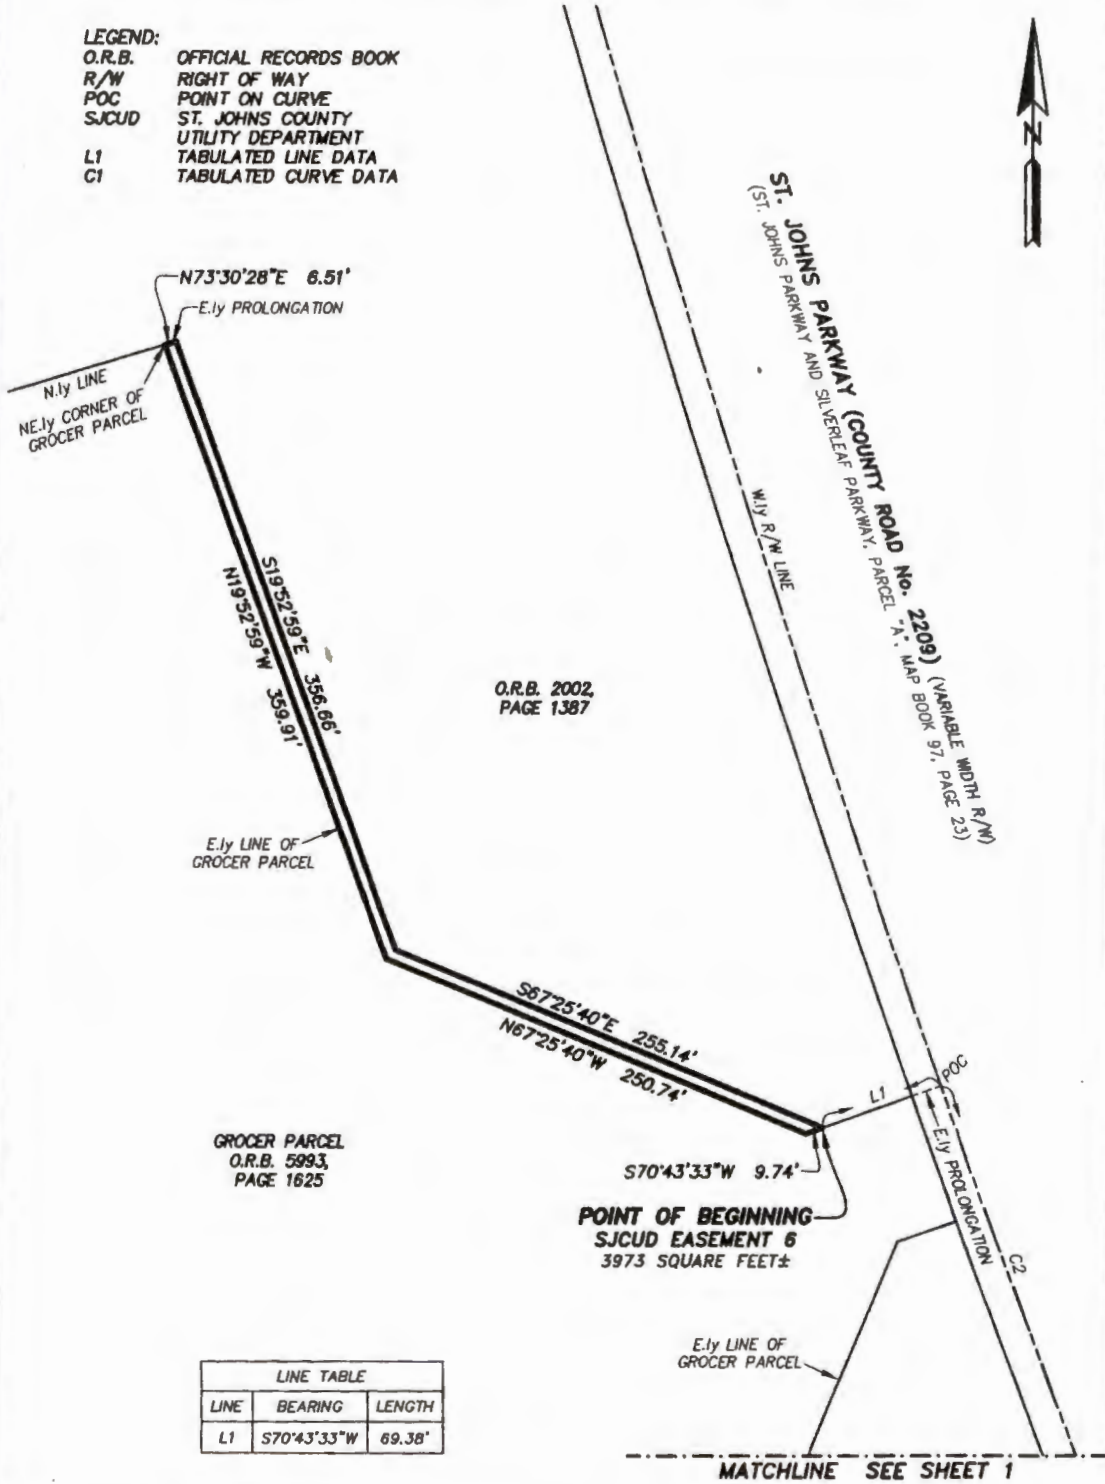 LEGEND:
O.R.B. OFFICIAL RECORDS BOOK
R/W RIGHT OF WAY
POC POINT ON CURVE
SJCUD ST. JOHNS COUNTY
UTILITY DEPARTMENT
L1 TABULATED LINE DATA
C1 TABULATED CURVE DATA
N
ST. JOHNS PARKWAY (COUNTY ROAD No. 2209) (VARIABLE WIDTH R/W)
(ST. JOHNS PARKWAY AND SILVERLEAF PARKWAY, PARCEL "A", MAP BOOK 97, PAGE 23)
N73°30'28"E 6.51'
E.ly PROLONGATION
N.ly LINE
NE.ly CORNER OF
GROCER PARCEL
W.ly R/W LINE
S19°52'59"E 356.66'
N19°52'59"W 359.91'
O.R.B. 2002,
PAGE 1387
E.ly LINE OF
GROCER PARCEL
S67°25'40"E 255.14'
N67°25'40"W 250.74'
L1
POC
GROCER PARCEL
O.R.B. 5993,
PAGE 1625
S70°43'33"W 9.74'
E.ly PROLONGATION
POINT OF BEGINNING
SJCUD EASEMENT 6
3973 SQUARE FEET±
C2
E.ly LINE OF
GROCER PARCEL
LINE TABLE
LINE BEARING LENGTH
L1 S70°43'33"W 69.38'
MATCHLINE SEE SHEET 1